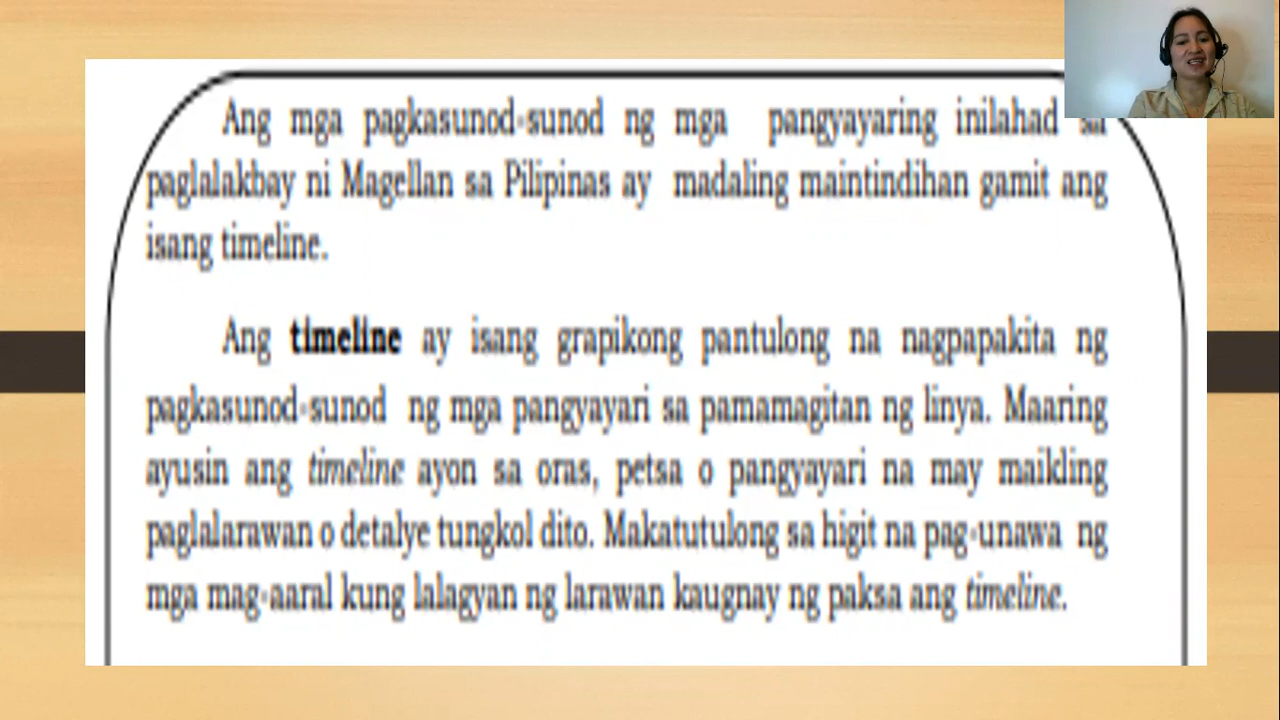 Ang mga pagkasunod-sunod ng mga pangyayaring inilahad sa
paglalakbay ni Magellan sa Pilipinas ay madaling maintindihan gamit ang
isang timeline.
Ang timeline ay isang grapikong pantulong na nagpapakita ng
pagkasunod-sunod ng mga pangyayari sa pamamagitan ng linya. Maaring
ayusin ang timeline ayon sa oras, petsa o pangyayari na may maikling
paglalarawan o detalye tungkol dito. Makatutulong sa higit na pag-unawa ng
mga mag-aaral kung lalagyan ng larawan kaugnay ng paksa ang timeline.